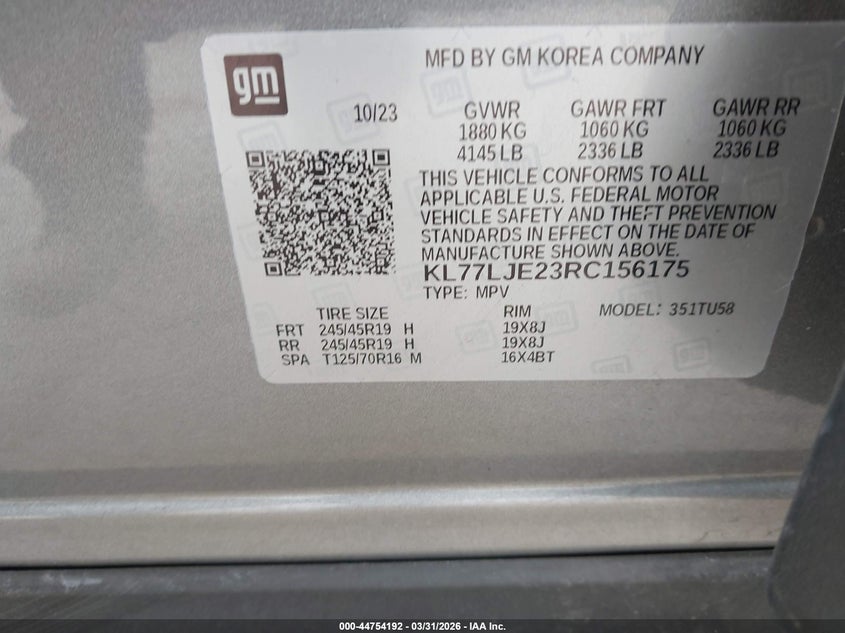 gm
MFD BY GM KOREA COMPANY
10/23 GVWR GAWR FRT GAWR RR
1880 KG 1060 KG 1060 KG
4145 LB 2336 LB 2336 LB
THIS VEHICLE CONFORMS TO ALL
APPLICABLE U.S. FEDERAL MOTOR
VEHICLE SAFETY AND THEFT PREVENTION
STANDARDS IN EFFECT ON THE DATE OF
MANUFACTURE SHOWN ABOVE.
KL77LJE23RC156175
TYPE: MPV
TIRE SIZE RIM MODEL: 351TU58
FRT 245/45R19 H 19X8J
RR 245/45R19 H 19X8J
SPA T125/70R16 M 16X4BT
000-44754192 - 03/31/2026 - IAA Inc.